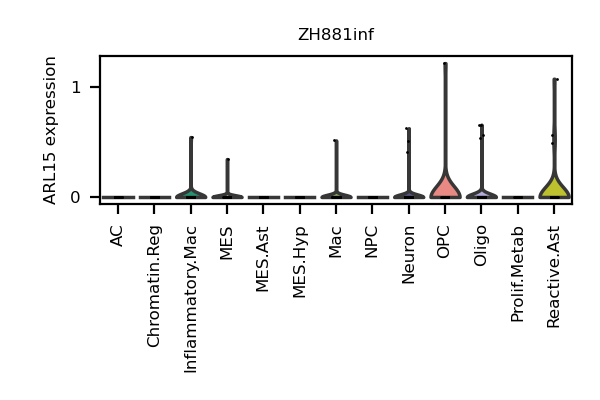 ZH881inf
ARL15 expression
1
0
AC
Chromatin.Reg
Inflammatory.Mac
MES
MES.Ast
MES.Hyp
Mac
NPC
Neuron
OPC
Oligo
Prolif.Metab
Reactive.Ast